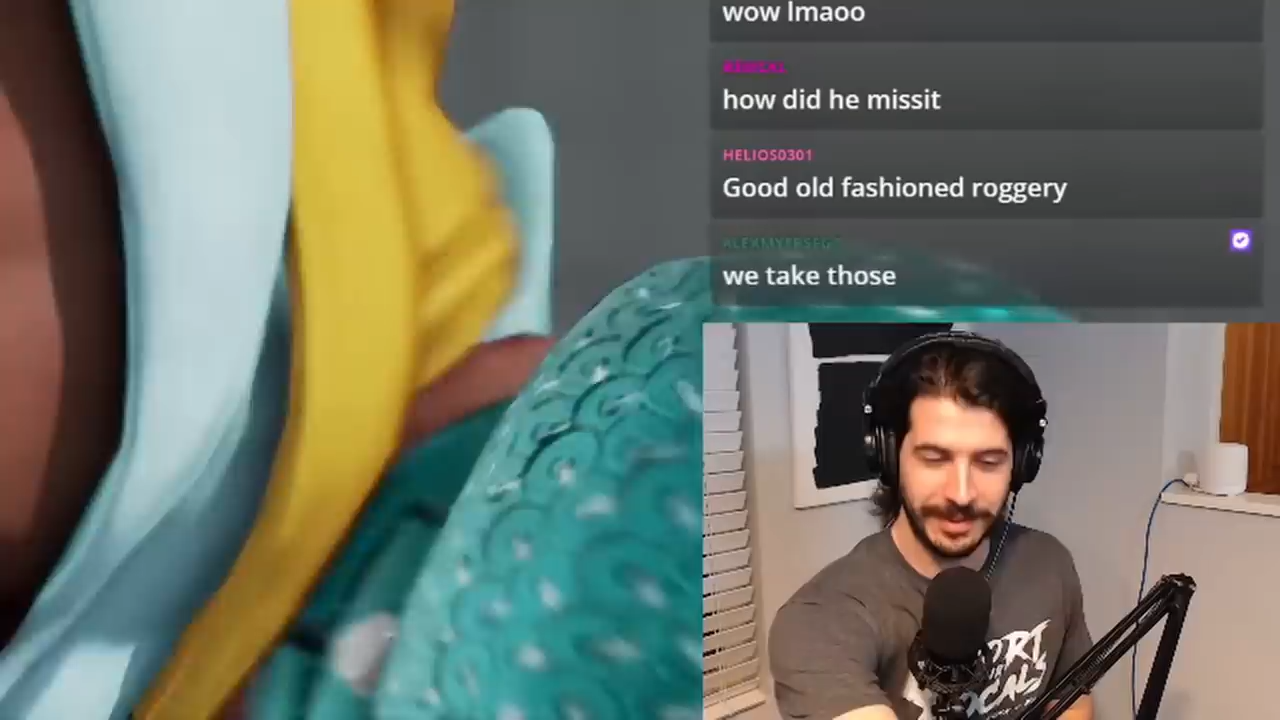 wow lmaoo
how did he missit
HELIOS0301
Good old fashioned roggery
we take those